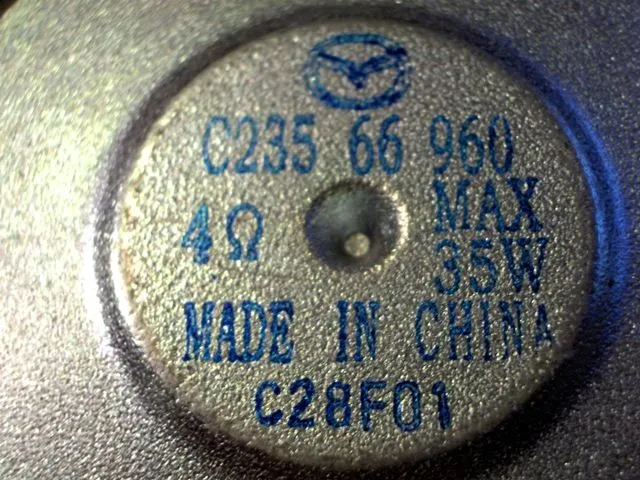 C235 66 960
4Ω MAX
35W
MADE IN CHINA
C28F01